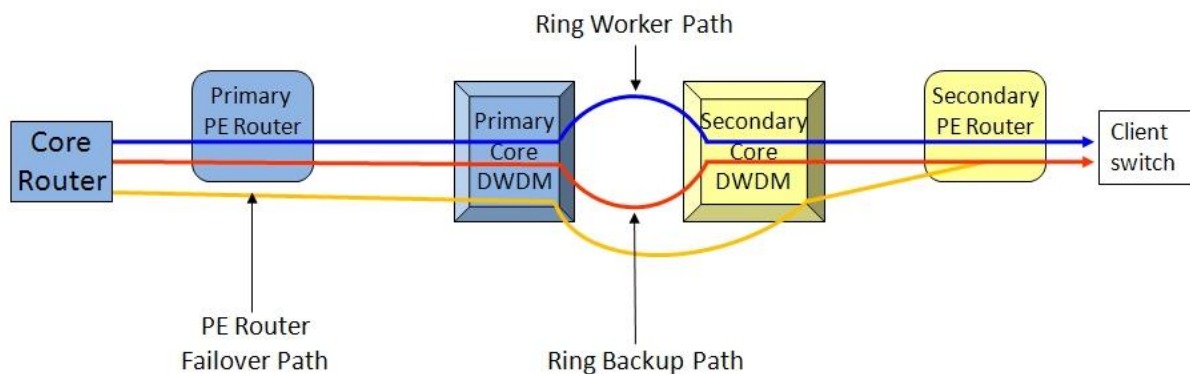 Ring Worker Path
Primary
PE Router
Secondary
PE Router
Core
Router
Primary
Core
DWDM
Secondary
Core
DWDM
Client
switch
PE Router
Failover Path
Ring Backup Path